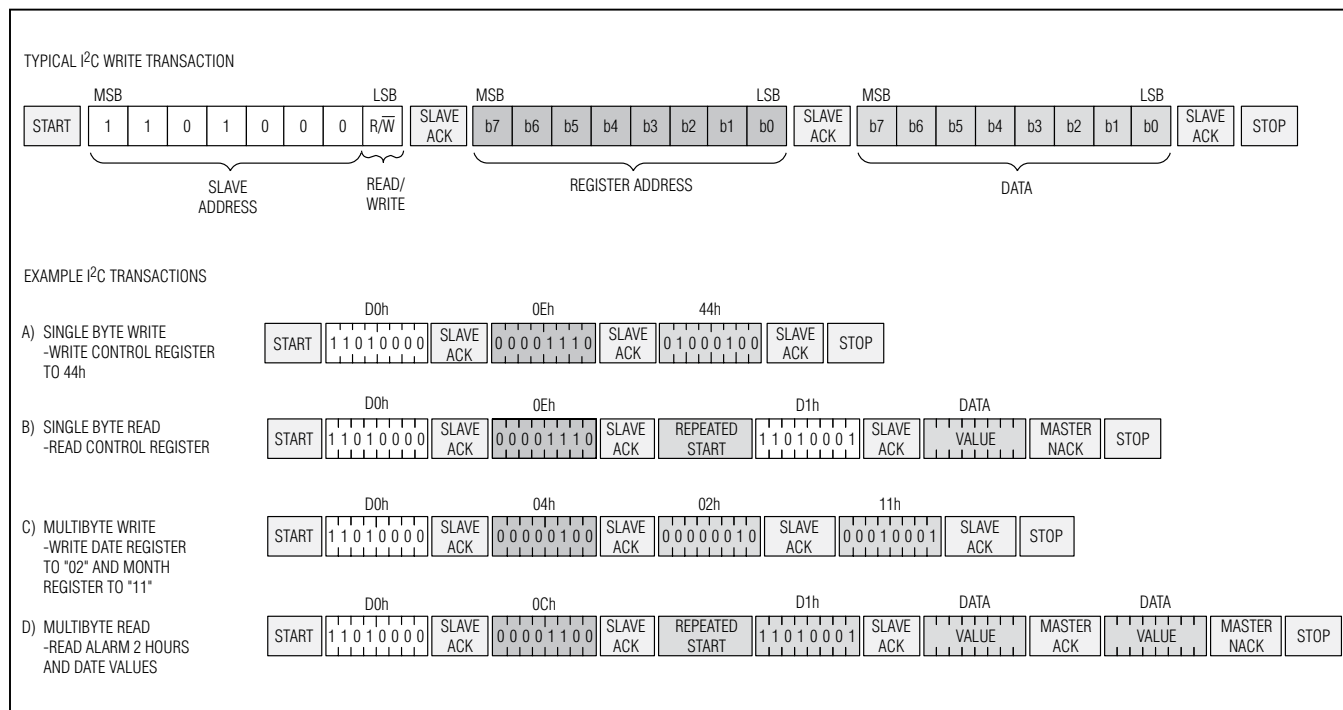 TYPICAL I²C WRITE TRANSACTION
MSB LSB MSB LSB MSB LSB
START 1 1 0 1 0 0 0 R/W̅ SLAVE ACK b7 b6 b5 b4 b3 b2 b1 b0 SLAVE ACK b7 b6 b5 b4 b3 b2 b1 b0 SLAVE ACK STOP
SLAVE ADDRESS READ/WRITE REGISTER ADDRESS DATA
EXAMPLE I²C TRANSACTIONS
D0h 0Eh 44h
A) SINGLE BYTE WRITE
-WRITE CONTROL REGISTER
TO 44h
START 11010000 SLAVE ACK 00001110 SLAVE ACK 01000100 SLAVE ACK STOP
D0h 0Eh D1h DATA
B) SINGLE BYTE READ
-READ CONTROL REGISTER
START 11010000 SLAVE ACK 00001110 SLAVE ACK REPEATED START 11010001 SLAVE ACK VALUE MASTER NACK STOP
D0h 04h 02h 11h
C) MULTIBYTE WRITE
-WRITE DATE REGISTER
TO "02" AND MONTH
REGISTER TO "11"
START 11010000 SLAVE ACK 00000100 SLAVE ACK 00000010 SLAVE ACK 00010001 SLAVE ACK STOP
D0h 0Ch D1h DATA DATA
D) MULTIBYTE READ
-READ ALARM 2 HOURS
AND DATE VALUES
START 11010000 SLAVE ACK 00001100 SLAVE ACK REPEATED START 11010001 SLAVE ACK VALUE MASTER ACK VALUE MASTER NACK STOP